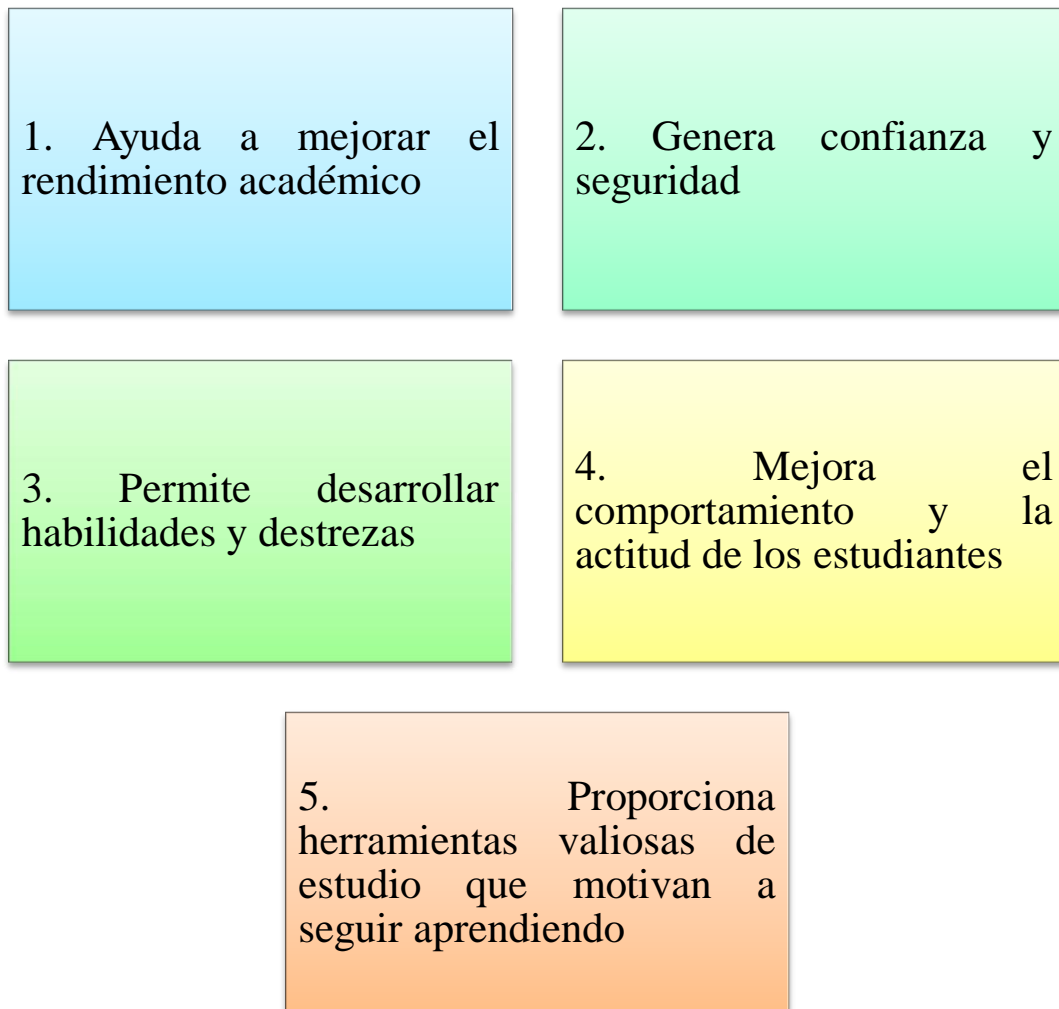 1. Ayuda a mejorar el
rendimiento académico
2. Genera confianza y
seguridad
3. Permite desarrollar
habilidades y destrezas
4. Mejora el
comportamiento y la
actitud de los estudiantes
5. Proporciona
herramientas valiosas de
estudio que motivan a
seguir aprendiendo